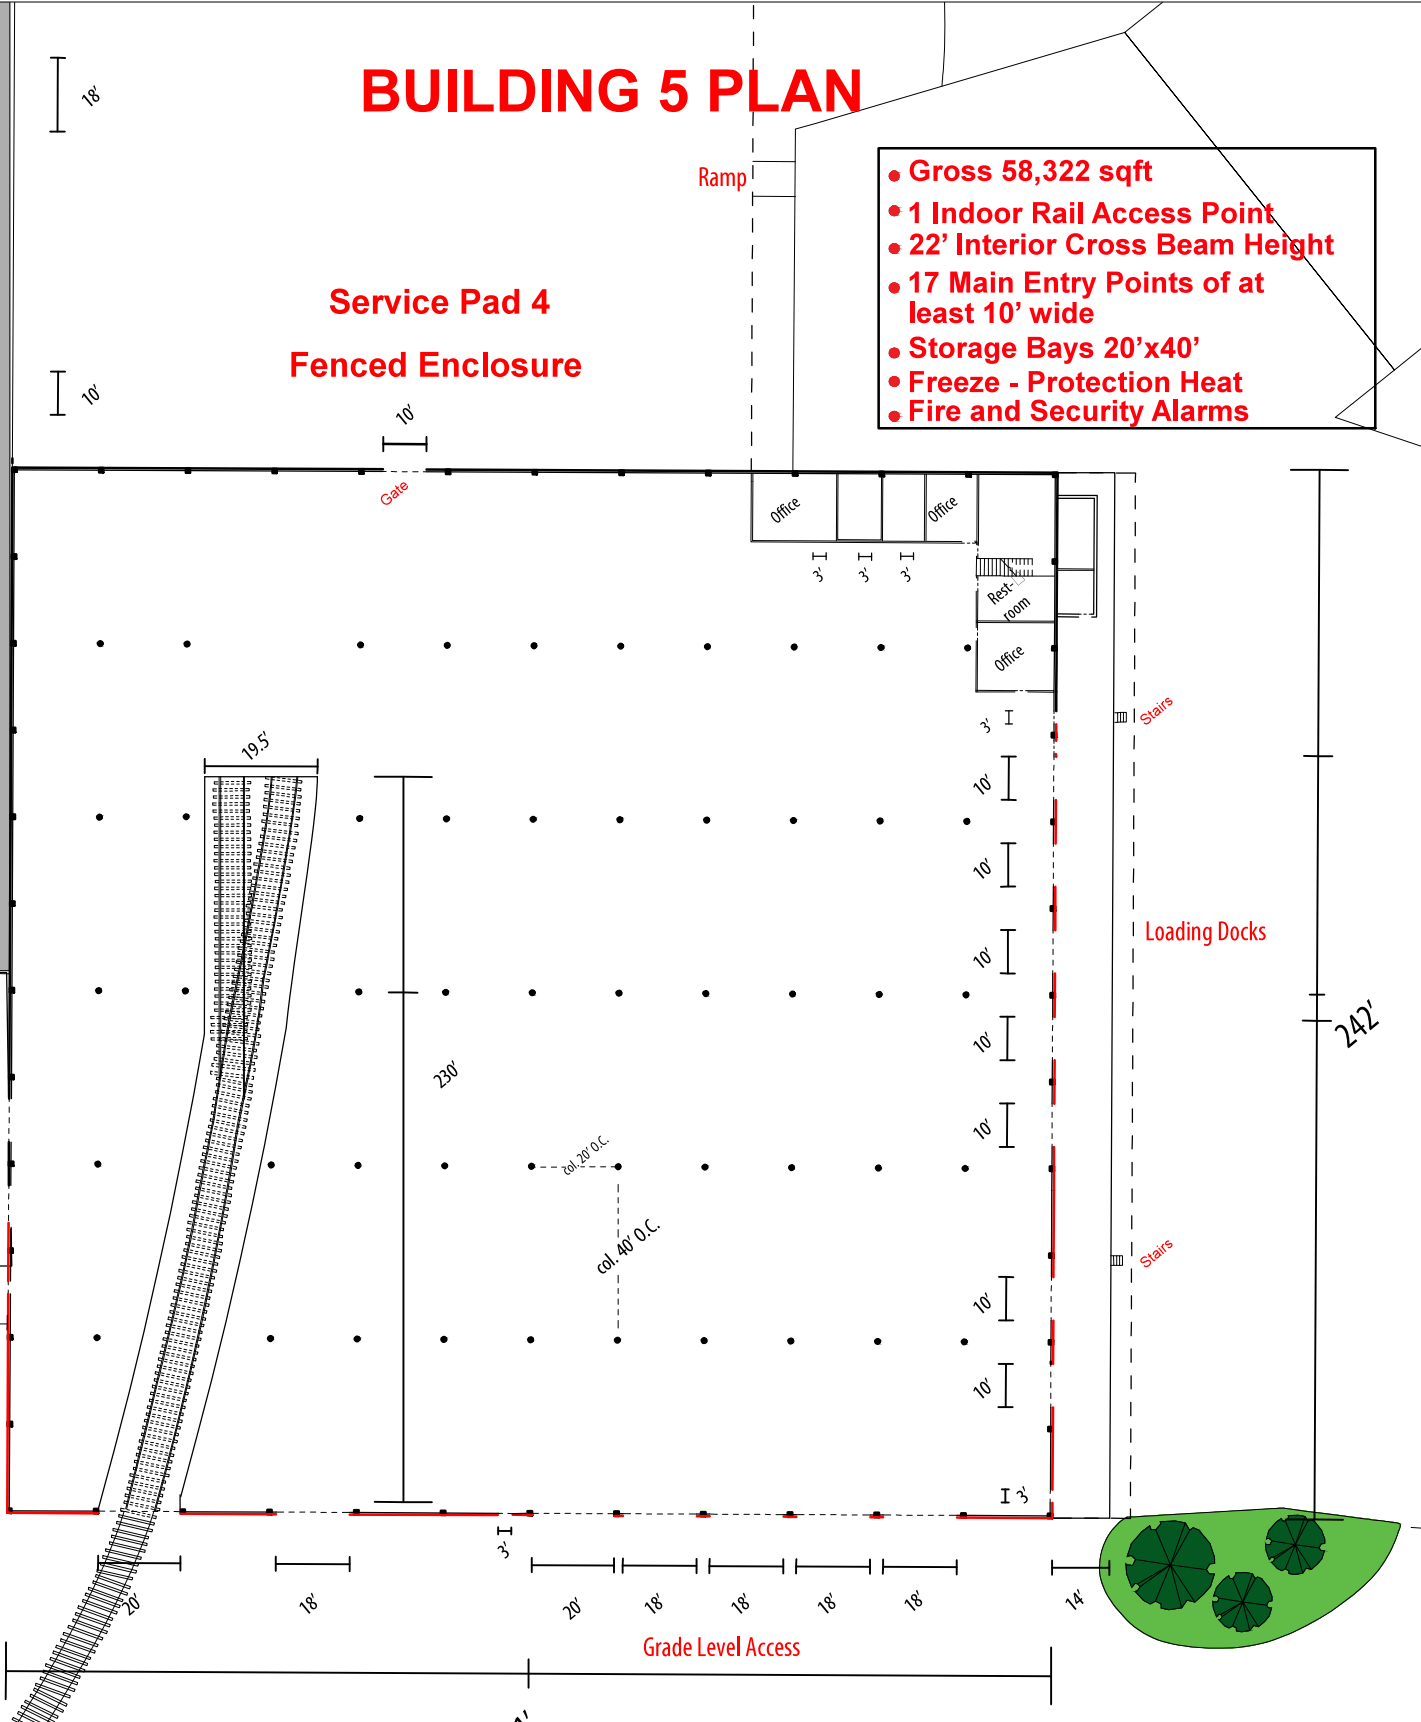 BUILDING 5 PLAN
18'
Ramp
• Gross 58,322 sqft
• 1 Indoor Rail Access Point
• 22’ Interior Cross Beam Height
• 17 Main Entry Points of at
least 10’ wide
• Storage Bays 20’x40’
• Freeze - Protection Heat
• Fire and Security Alarms
Service Pad 4
Fenced Enclosure
10'
10'
Gate
Office
Office
3'
3'
3'
Rest-
room
Office
3'
Stairs
19.5'
10'
10'
Loading Docks
10'
10'
242'
230'
10'
col. 20' O.C.
col. 40' O.C.
Stairs
10'
10'
3'
3'
20'
18'
20'
18'
18'
18'
18'
14'
Grade Level Access